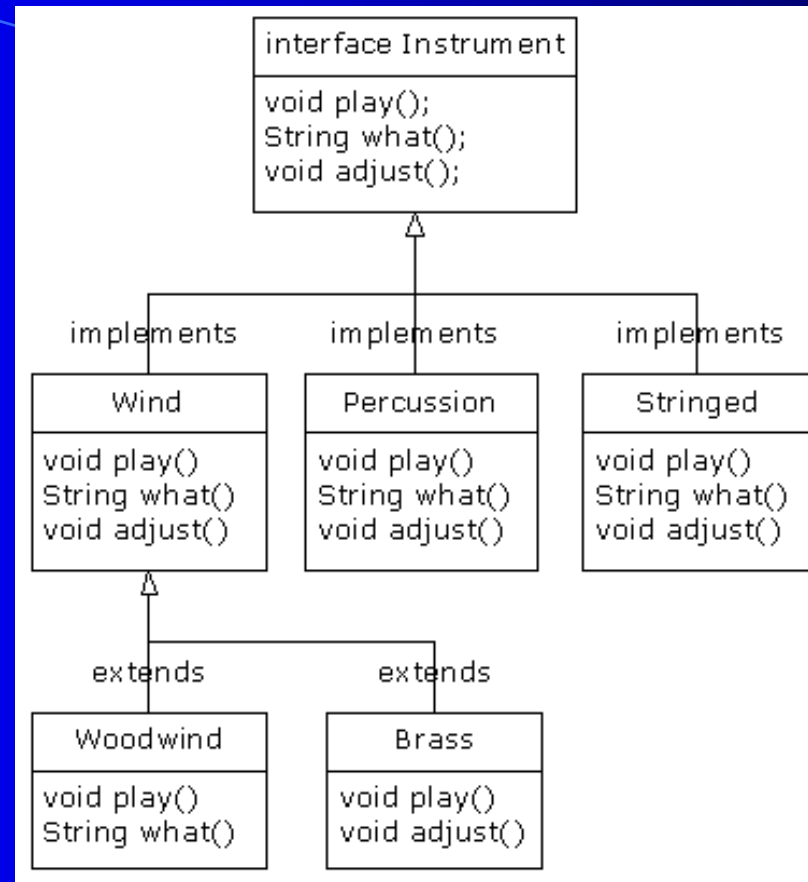 interface Instrument
void play();
String what();
void adjust();
implements
implements
implements
Wind
void play()
String what()
void adjust()
Percussion
void play()
String what()
void adjust()
Stringed
void play()
String what()
void adjust()
extends
extends
Woodwind
void play()
String what()
Brass
void play()
void adjust()